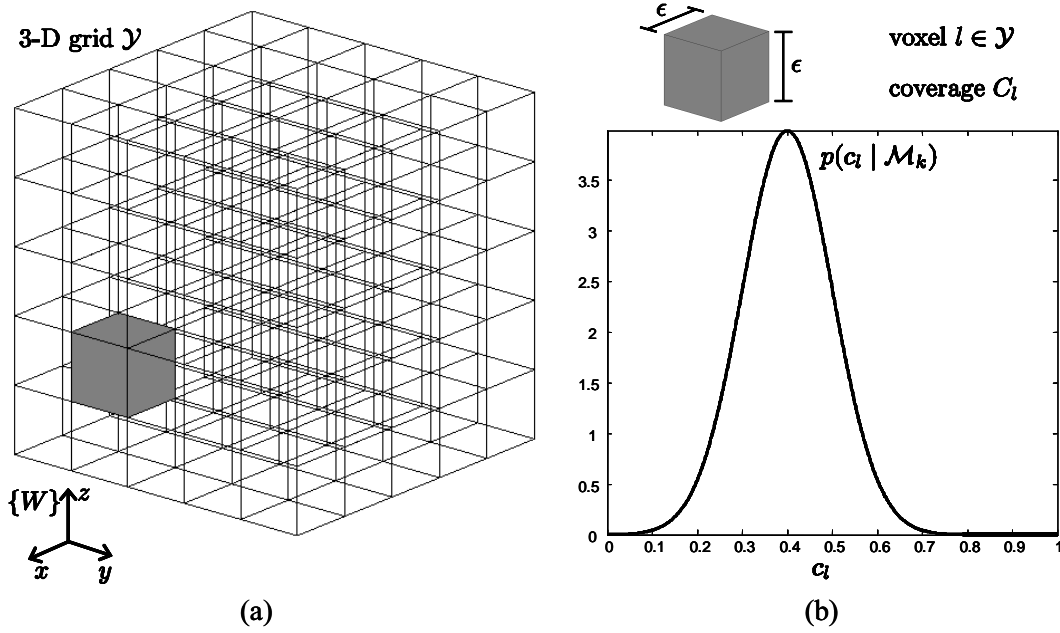 3-D grid 𝒴
{W}
z
x
y
(a)
ϵ
ϵ
voxel l ∈ 𝒴
coverage C_l
p(c_l | ℳ_k)
3.5
3
2.5
2
1.5
1
0.5
0
0 0.1 0.2 0.3 0.4 0.5 0.6 0.7 0.8 0.9 1
c_l
(b)